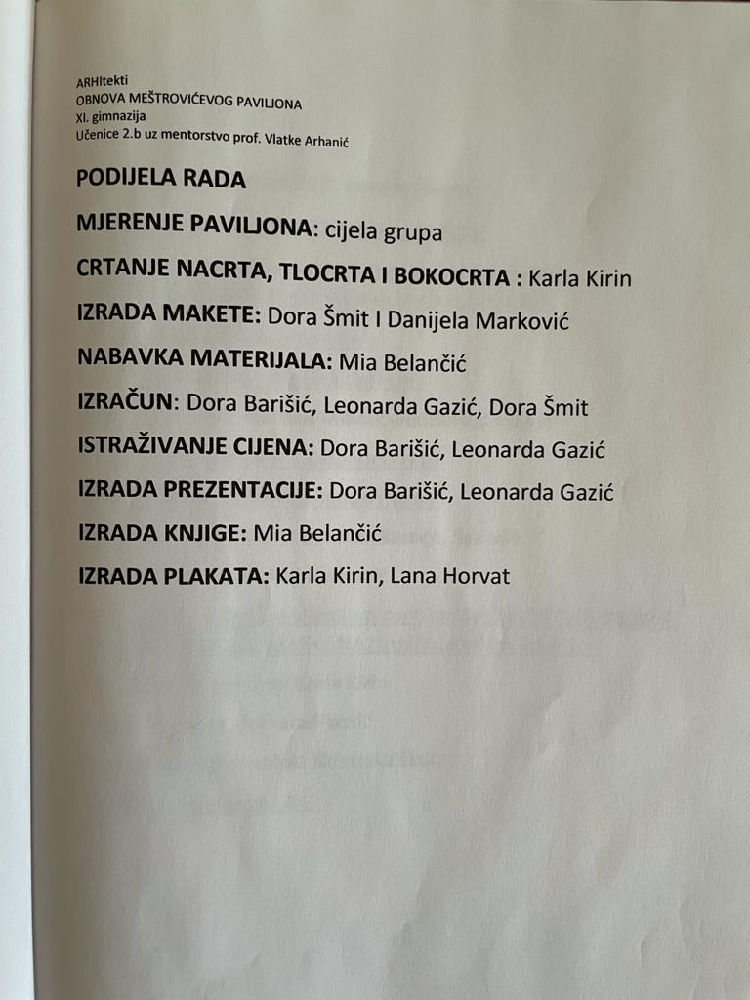 ARHItekti
OBNOVA MEŠTROVIĆEVOG PAVILJONA
XI. gimnazija
Učenice 2.b uz mentorstvo prof. Vlatke Arhanić
PODIJELA RADA
MJERENJE PAVILJONA: cijela grupa
CRTANJE NACRTA, TLOCRTA I BOKOCRTA : Karla Kirin
IZRADA MAKETE: Dora Šmit I Danijela Marković
NABAVKA MATERIJALA: Mia Belančić
IZRAČUN: Dora Barišić, Leonarda Gazić, Dora Šmit
ISTRAŽIVANJE CIJENA: Dora Barišić, Leonarda Gazić
IZRADA PREZENTACIJE: Dora Barišić, Leonarda Gazić
IZRADA KNJIGE: Mia Belančić
IZRADA PLAKATA: Karla Kirin, Lana Horvat